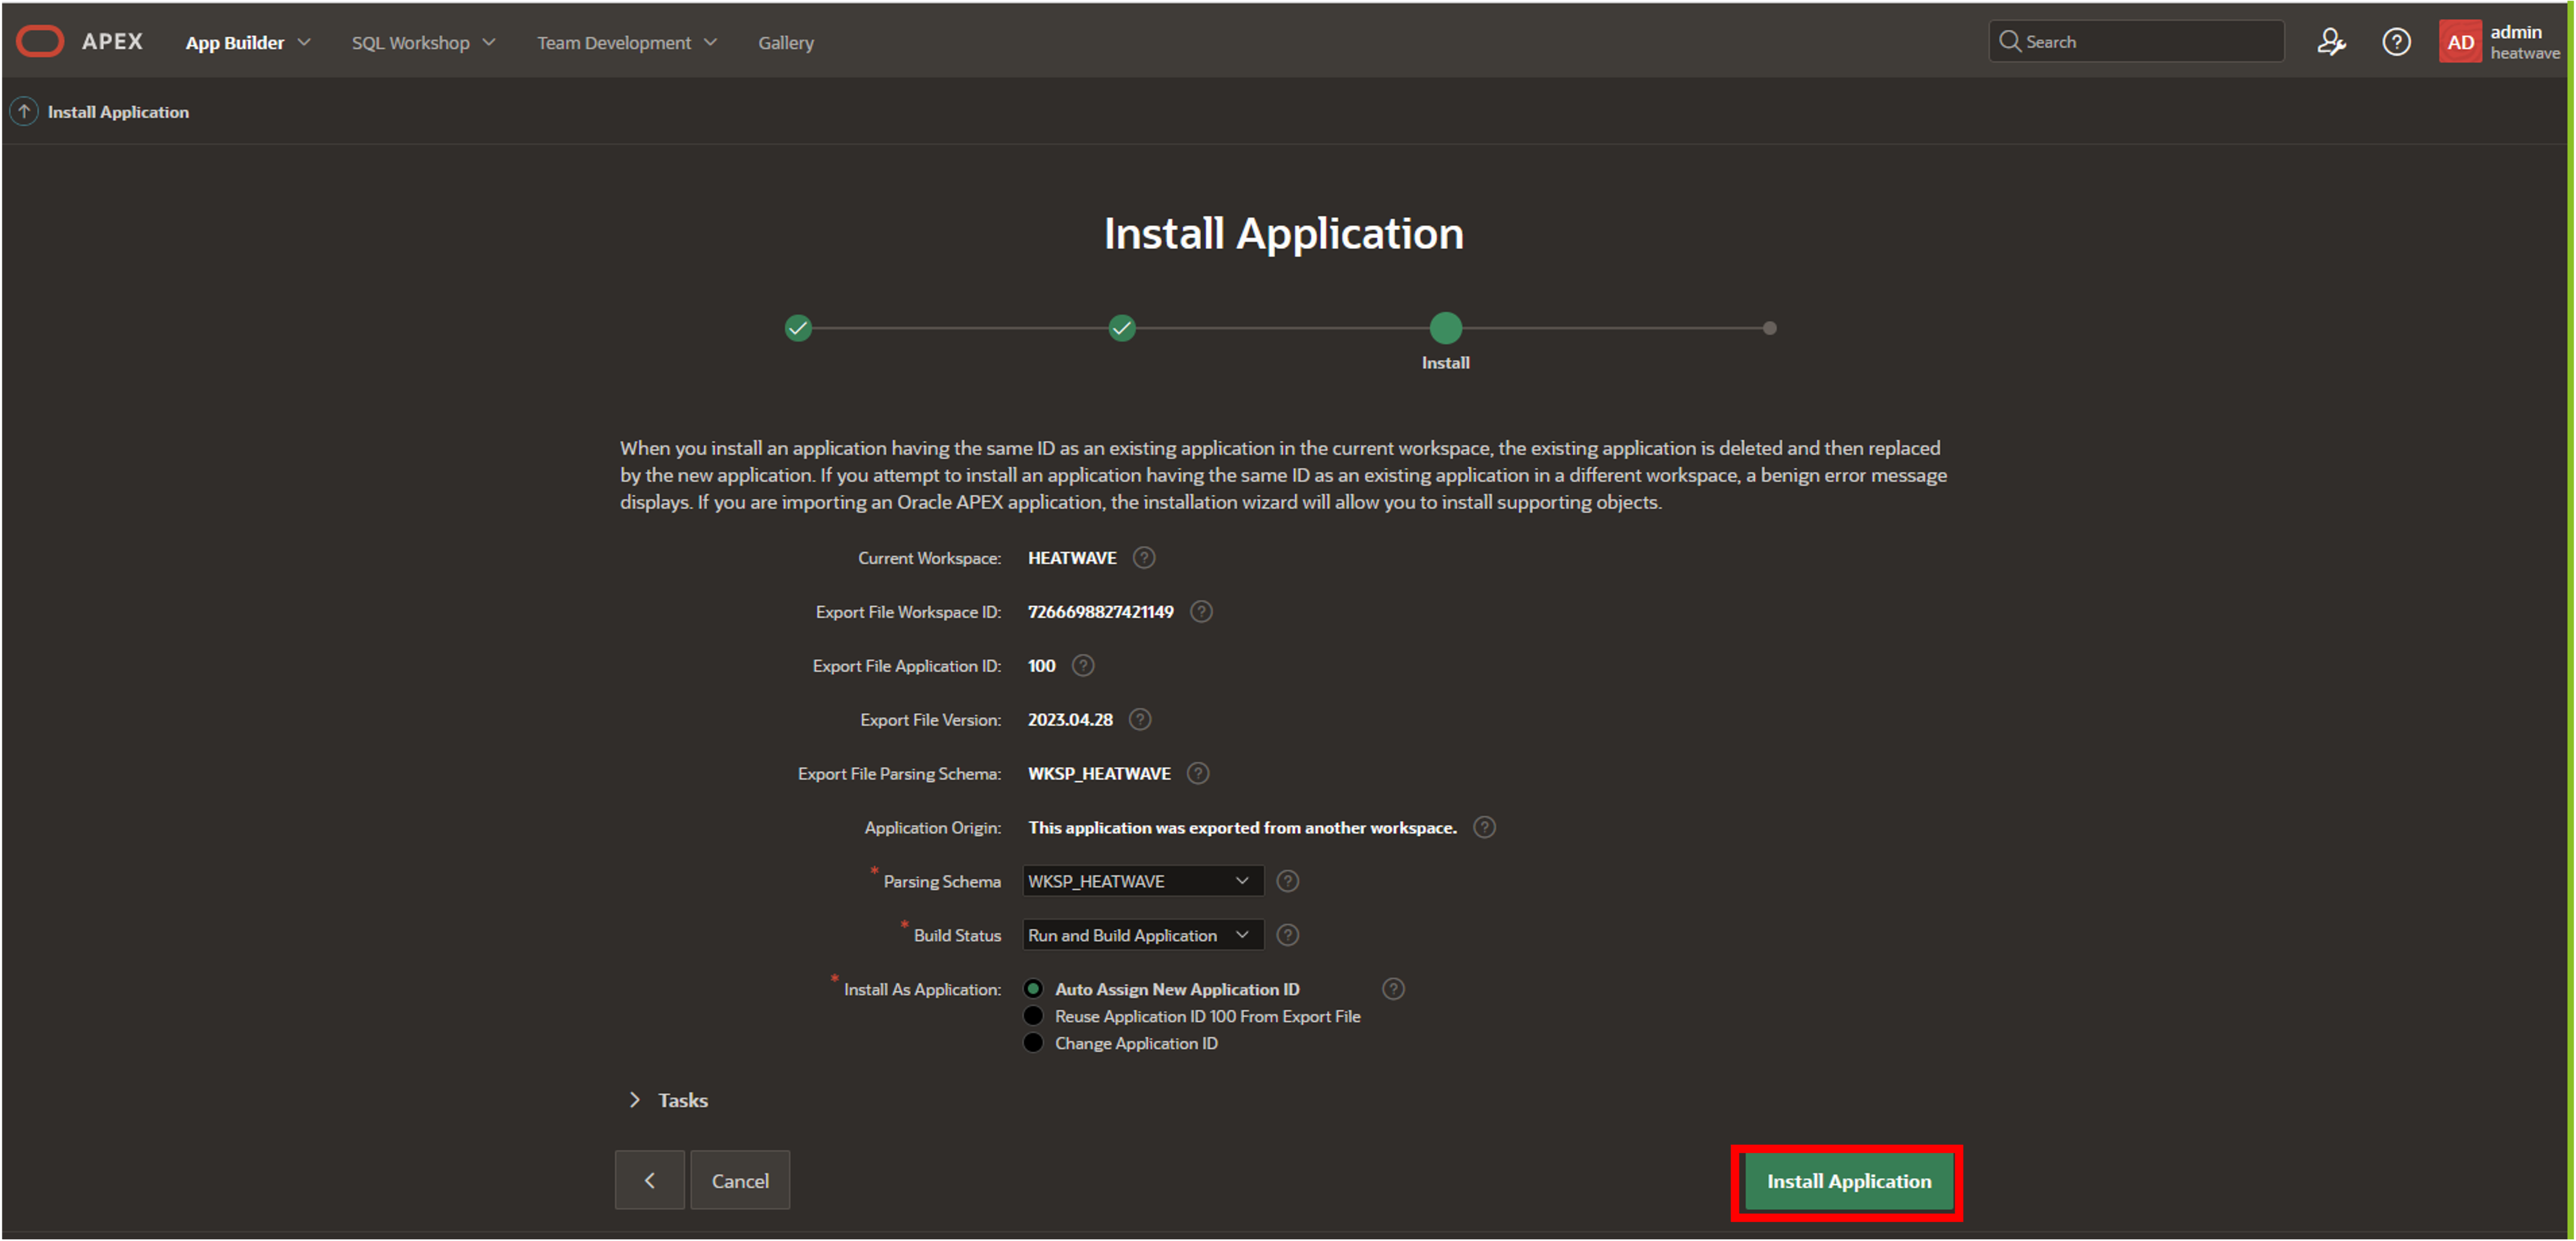 APEX App Builder SQL Workshop Team Development Gallery Search AD admin
heatwave
Install Application
Install Application
Install
When you install an application having the same ID as an existing application in the current workspace, the existing application is deleted and then replaced
by the new application. If you attempt to install an application having the same ID as an existing application in a different workspace, a benign error message
displays. If you are importing an Oracle APEX application, the installation wizard will allow you to install supporting objects.
Current Workspace: HEATWAVE ?
Export File Workspace ID: 7266698827421149 ?
Export File Application ID: 100 ?
Export File Version: 2023.04.28 ?
Export File Parsing Schema: WKSP_HEATWAVE ?
Application Origin: This application was exported from another workspace. ?
* Parsing Schema WKSP_HEATWAVE ?
* Build Status Run and Build Application ?
* Install As Application: Auto Assign New Application ID ?
Reuse Application ID 100 From Export File
Change Application ID
Tasks
Cancel Install Application